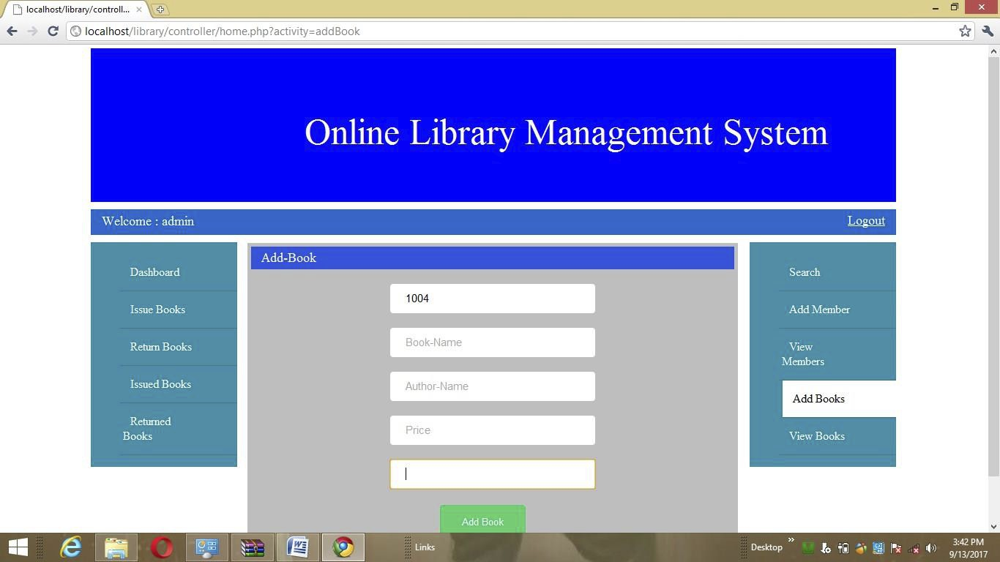 localhost/library/controll...
localhost/library/controller/home.php?activity=addBook
Online Library Management System
Welcome : admin
Logout
Dashboard
Issue Books
Return Books
Issued Books
Returned
Books
Add-Book
1004
Book-Name
Author-Name
Price
Add Book
Search
Add Member
View
Members
Add Books
View Books
Links
Desktop
3:42 PM
9/13/2017